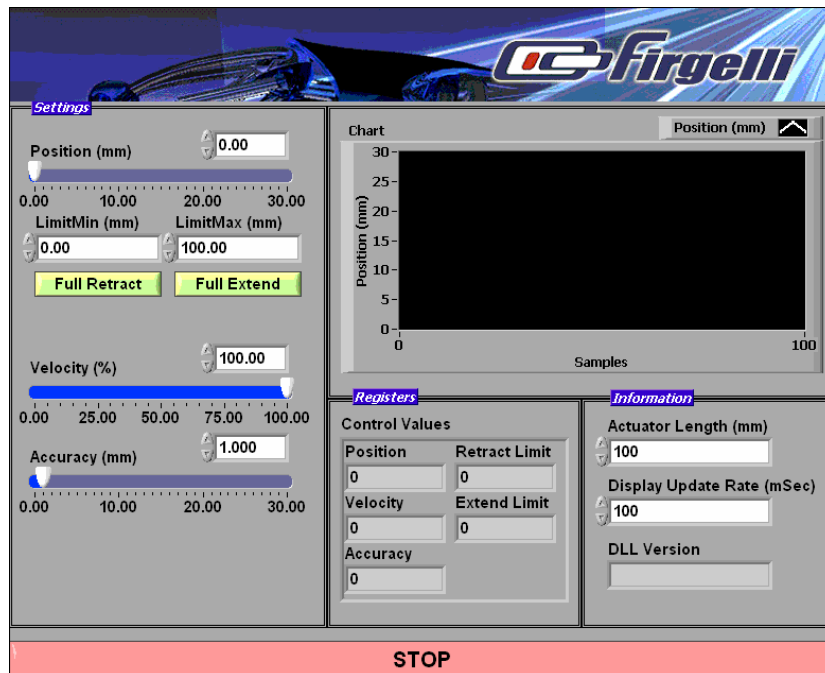 Firgelli
Settings
Position (mm)
0.00
0.00 10.00 20.00 30.00
LimitMin (mm) LimitMax (mm)
0.00 100.00
Full Retract Full Extend
Velocity (%)
100.00
0.00 25.00 50.00 75.00 100.00
Accuracy (mm)
1.000
0.00 10.00 20.00 30.00
Chart
Position (mm)
30
25
20
15
10
5
0
Position (mm)
0 100
Samples
Registers
Control Values
Position Retract Limit
0 0
Velocity Extend Limit
0 0
Accuracy
0
Information
Actuator Length (mm)
100
Display Update Rate (mSec)
100
DLL Version
STOP